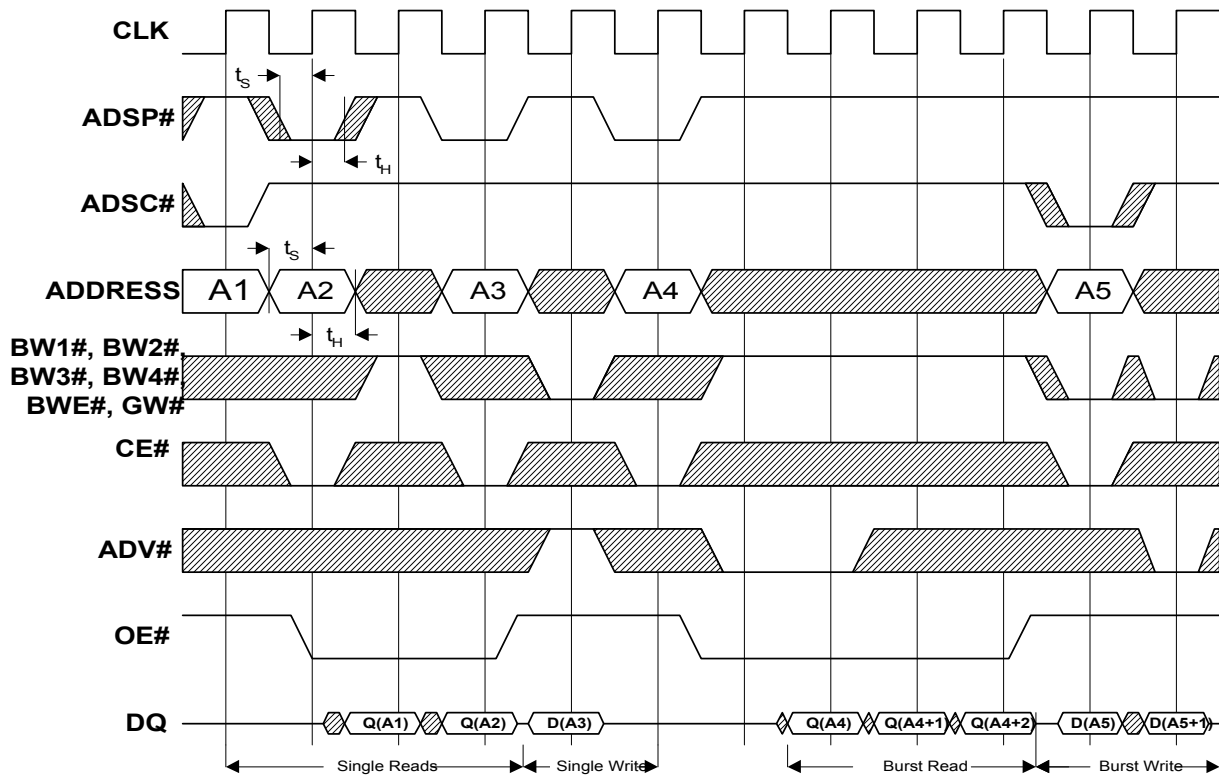 CLK
tS
ADSP#
tH
ADSC#
tS
ADDRESS A1 A2 A3 A4 A5
tH
BW1#, BW2#,
BW3#, BW4#,
BWE#, GW#
CE#
ADV#
OE#
DQ Q(A1) Q(A2) D(A3) Q(A4) Q(A4+1) Q(A4+2) D(A5) D(A5+1)
Single Reads Single Write Burst Read Burst Write